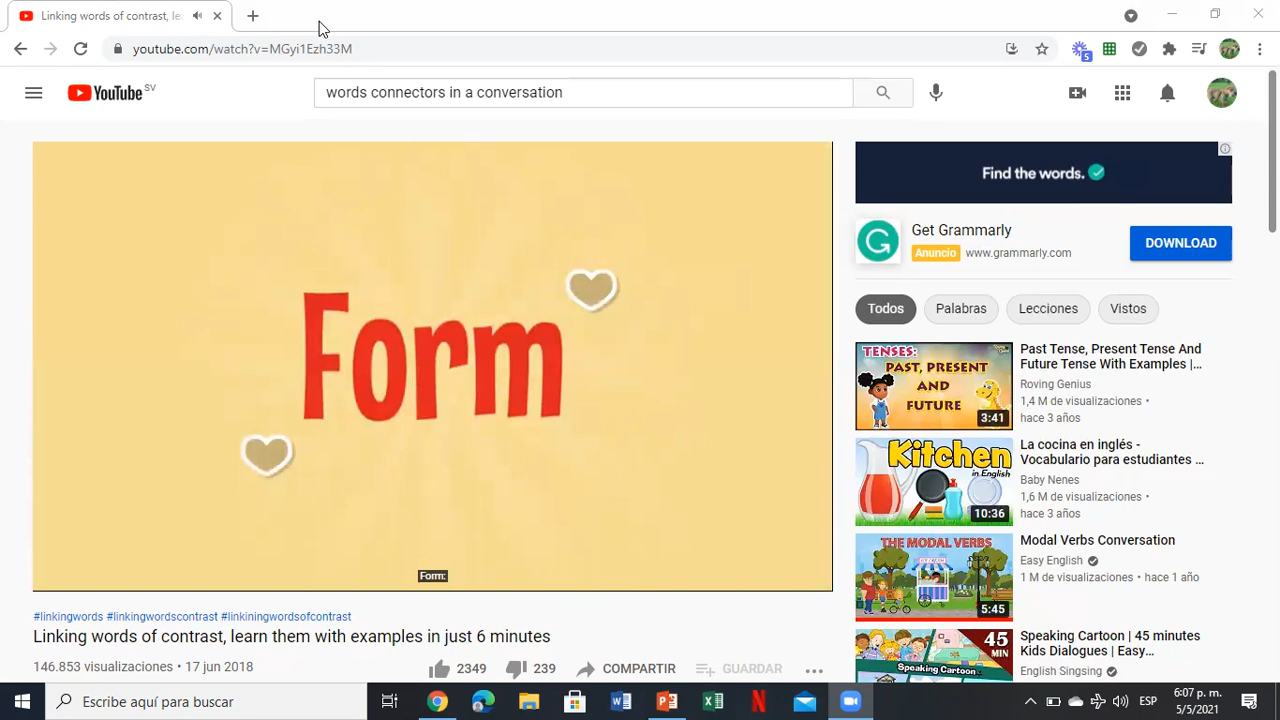 Linking words of contrast, le
youtube.com/watch?v=MGyi1Ezh33M
5
YouTube SV
words connectors in a conversation
Form
Form:
#linkingwords #linkingwordscontrast #linkiningwordsofcontrast
Linking words of contrast, learn them with examples in just 6 minutes
146.853 visualizaciones • 17 jun 2018
2349
239
COMPARTIR
GUARDAR
Find the words.
Get Grammarly
Anuncio www.grammarly.com
DOWNLOAD
Todos
Palabras
Lecciones
Vistos
TENSES:
PAST, PRESENT
AND
FUTURE
3:41
Past Tense, Present Tense And
Future Tense With Examples |...
Roving Genius
1,4 M de visualizaciones •
hace 3 años
Kitchen
in English
10:36
La cocina en inglés -
Vocabulario para estudiantes ...
Baby Nenes
1,6 M de visualizaciones •
hace 3 años
THE MODAL VERBS
5:45
Modal Verbs Conversation
Easy English
1 M de visualizaciones • hace 1 año
45
MIN
Speaking Cartoon
Speaking Cartoon | 45 minutes
Kids Dialogues | Easy...
English Singsing
Escribe aquí para buscar
ESP
6:07 p. m.
5/5/2021